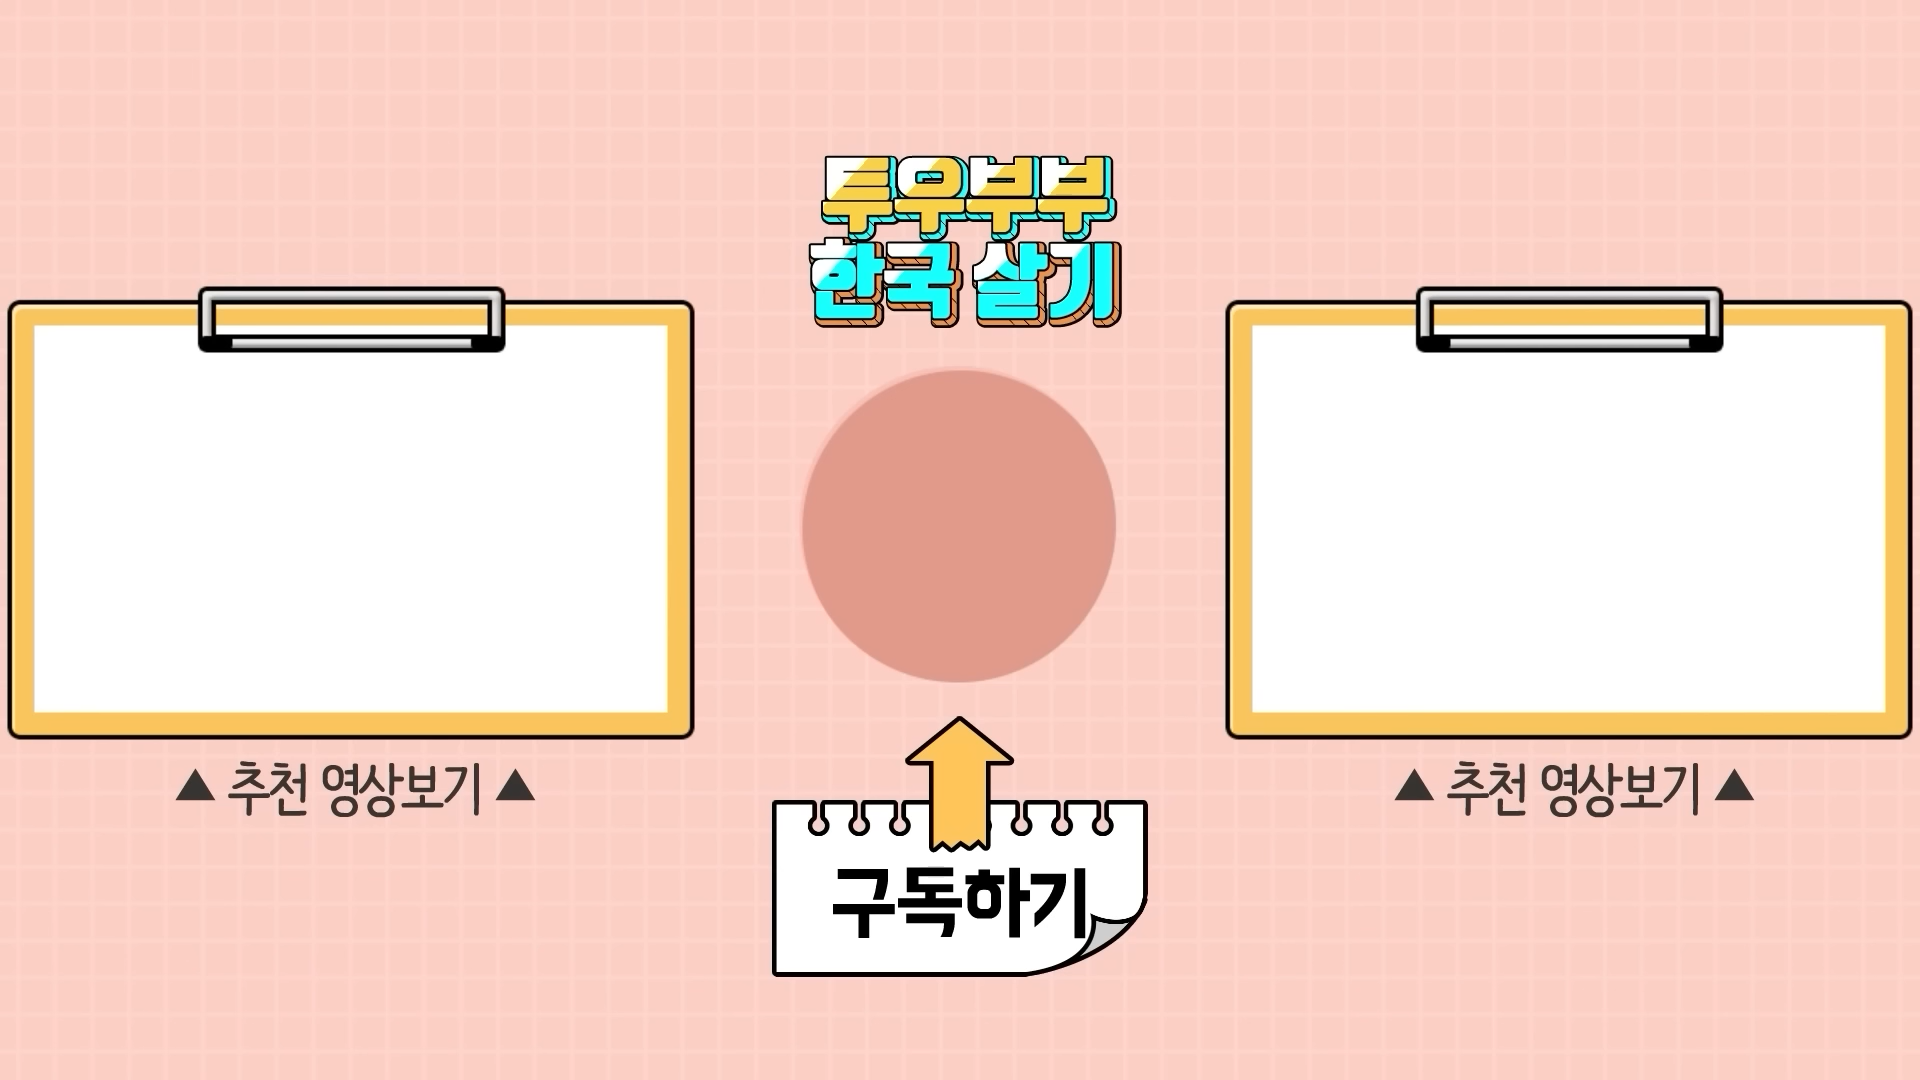 투우부부
한국 살기
▲ 추천 영상보기 ▲
▲ 추천 영상보기 ▲
구독하기